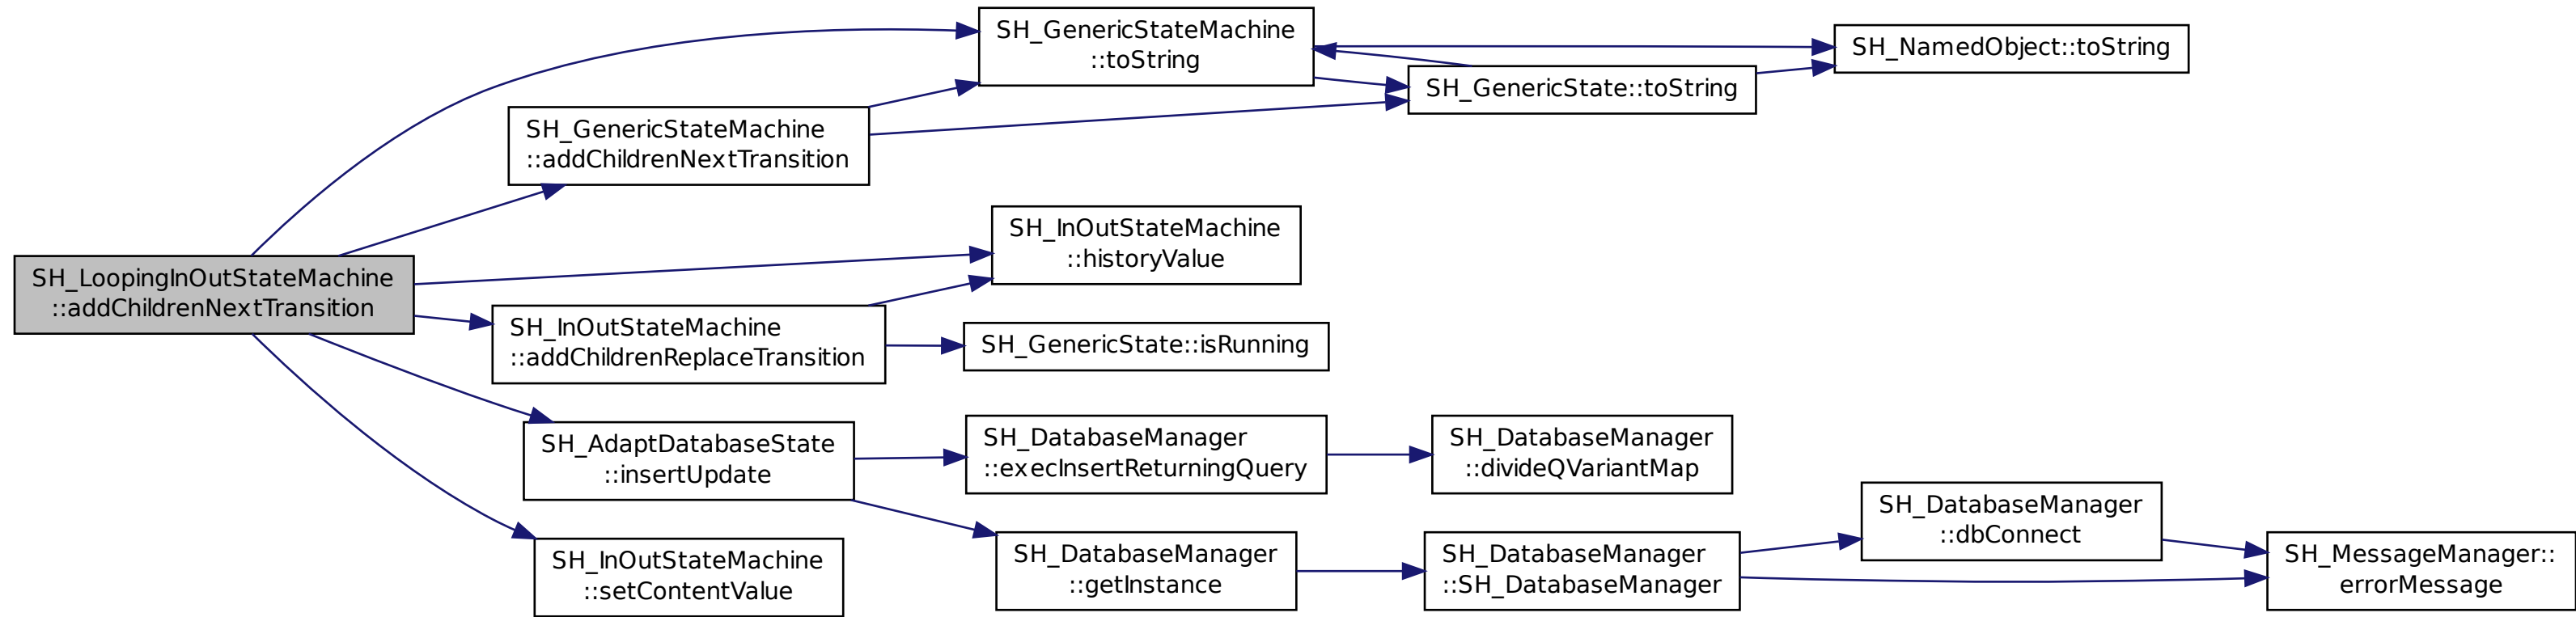 SH_LoopingInOutStateMachine
::addChildrenNextTransition
SH_GenericStateMachine
::toString
SH_NamedObject::toString
SH_GenericState::toString
SH_GenericStateMachine
::addChildrenNextTransition
SH_InOutStateMachine
::historyValue
SH_InOutStateMachine
::addChildrenReplaceTransition
SH_GenericState::isRunning
SH_AdaptDatabaseState
::insertUpdate
SH_DatabaseManager
::execInsertReturningQuery
SH_DatabaseManager
::divideQVariantMap
SH_DatabaseManager
::getInstance
SH_DatabaseManager
::SH_DatabaseManager
SH_DatabaseManager
::dbConnect
SH_MessageManager::
errorMessage
SH_InOutStateMachine
::setContentValue